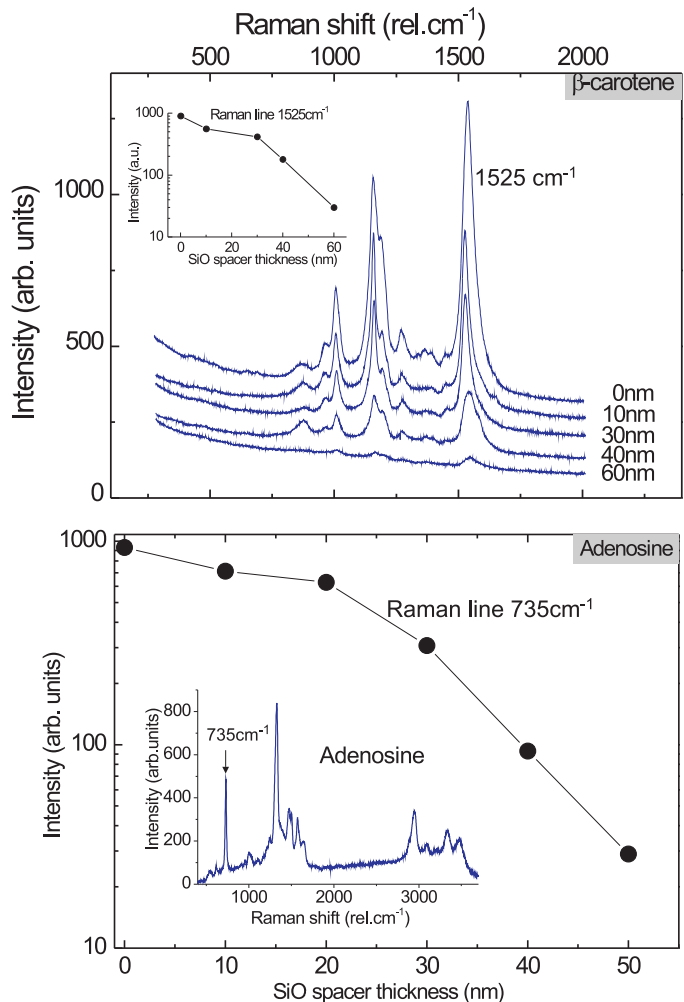 Raman shift (rel.cm⁻¹)
500 1000 1500 2000
β-carotene
Intensity (arb. units)
1000
500
0
1525 cm⁻¹
0nm
10nm
30nm
40nm
60nm
Raman line 1525cm⁻¹
Intensity (a.u.)
1000
100
10
0 20 40 60
SiO spacer thickness (nm)
Adenosine
Intensity (arb. units)
1000
100
10
Raman line 735cm⁻¹
Adenosine
735cm⁻¹
Intensity (arb.units)
800
600
400
200
0
1000 2000 3000
Raman shift (rel.cm⁻¹)
0 10 20 30 40 50
SiO spacer thickness (nm)